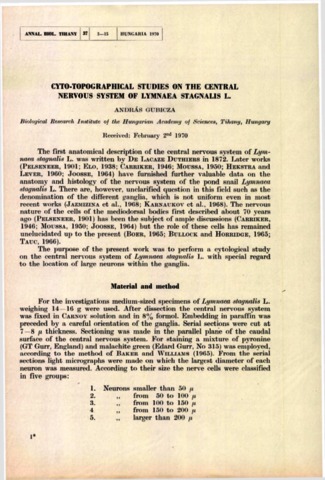 ANNAL. BIOL. TIHANY 37 3—15 HUNGARIA 1970
CYTO-TOPOGRAPHICAL STUDIES ON THE CENTRAL
NERVOUS SYSTEM OF LYMNAEA STAGNALIS L.
ANDRÁS GUBICZA
Biological Research Institute of the Hungarian Academy of Sciences, Tihany, Hungary
Received: February 2nd 1970
The first anatomical description of the central nervous system of Lym-
naea stagnalis L. was written by DE LACAZE DUTHIERS in 1872. Later works
(PELSENEER, 1901; ELO, 1938; CARRIKER, 1946; MOUSSA, 1950; HEKSTRA and
LEVER, 1960; JOOSSE, 1964) have furnished further valuable data on the
anatomy and histology of the nervous system of the pond snail Lymnaea
stagnalis L. There are, however, unclarified question in this field such as the
denomination of the different ganglia, which is not uniform even in most
recent works (JAEDERNA et al., 1968; KARNAUKOV et al., 1968). The nervous
nature of the cells of the mediodorsal bodies first described about 70 years
ago (PELSENEER, 1901) has been the subject of ample discussions (CARRIKER,
1946; MOUSSA, 1950; JOOSSE, 1964) but the role of these cells has remained
unelucidated up to the present (BOER, 1965; BULLOCK and HORRIDGE, 1965;
TAUC, 1966).
The purpose of the present work was to perform a cytological study
on the central nervous system of Lymnaea stagnalis L. with special regard
to the location of large neurons within the ganglia.
Material and method
For the investigations medium-sized specimens of Lymnaea stagnalis L.
weighing 14—16 g were used. After dissection the central nervous system
was fixed in CARNOY solution and in 8% formol. Embedding in paraffin was
preceded by a careful orientation of the ganglia. Serial sections were cut at
7—8 μ thickness. Sectioning was made in the parallel plane of the caudal
surface of the central nervous system. For staining a mixture of pyronine
(GT Gurr, England) and malachite green (Edard Gurr, No 315) was employed,
according to the method of BAKER and WILLIAMS (1965). From the serial
sections light micrographs were made on which the largest diameter of each
neuron was measured. According to their size the nerve cells were classified
in five groups:
1. Neurons smaller than 50 μ
2. ,, from 50 to 100 μ
3. ,, from 100 to 150 μ
4 ,, from 150 to 200 μ
5. ,, larger than 200 μ
1*